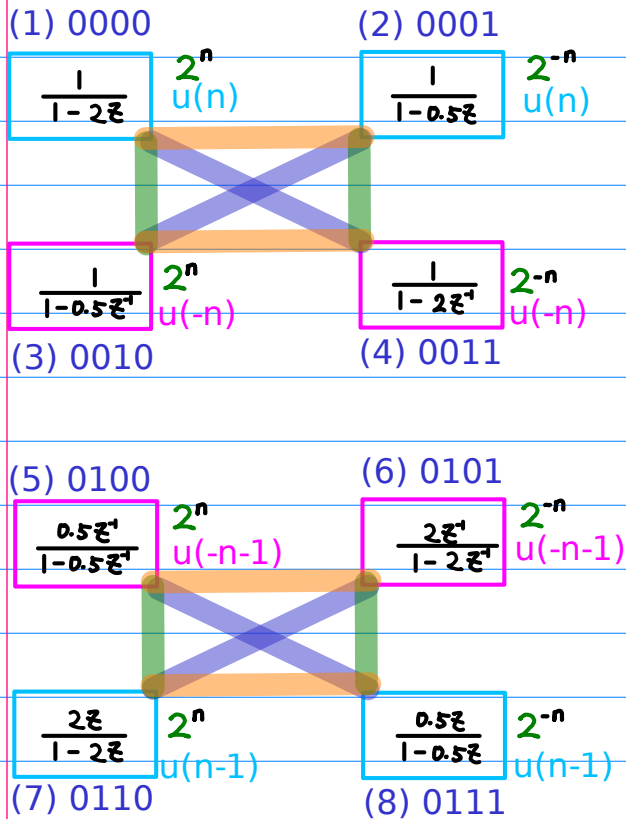 (1) 0000
(2) 0001
1 / 1 - 2z
2^n
u(n)
1 / 1 - 0.5z
2^-n
u(n)
1 / 1 - 0.5z^-1
2^n
u(-n)
1 / 1 - 2z^-1
2^-n
u(-n)
(3) 0010
(4) 0011
(5) 0100
(6) 0101
0.5z^-1 / 1 - 0.5z^-1
2^n
u(-n-1)
2z^-1 / 1 - 2z^-1
2^-n
u(-n-1)
2z / 1 - 2z
2^n
u(n-1)
0.5z / 1 - 0.5z
2^-n
u(n-1)
(7) 0110
(8) 0111